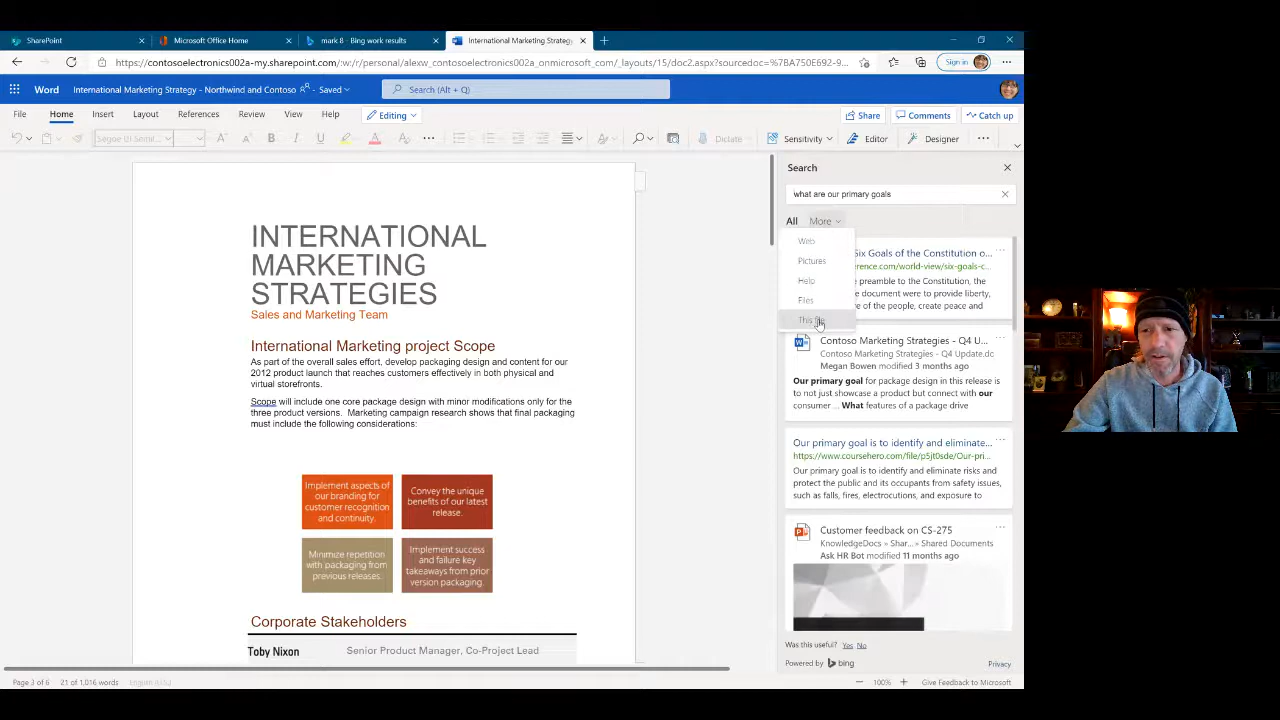 SharePoint
Microsoft Office Home
mark 8 - Bing work results
International Marketing Strategy
https://contosoelectronics002a-my.sharepoint.com/:w:/r/personal/alexw_contosoelectronics002a_onmicrosoft_com/_layouts/15/doc2.aspx?sourcedoc=%7BA750E692-9...
Sign in
Word
International Marketing Strategy - Northwind and Contoso
Saved
Search (Alt + Q)
File
Home
Insert
Layout
References
Review
View
Help
Editing
Share
Comments
Catch up
Dictate
Sensitivity
Editor
Designer
INTERNATIONAL
MARKETING
STRATEGIES
Sales and Marketing Team
International Marketing project Scope
As part of the overall sales effort, develop packaging design and content for our
2012 product launch that reaches customers effectively in both physical and
virtual storefronts.
Scope will include one core package design with minor modifications only for the
three product versions. Marketing campaign research shows that final packaging
must include the following considerations:
Implement aspects of
our branding for
customer recognition
and continuity.
Convey the unique
benefits of our latest
release.
Minimize repetition
with packaging from
previous releases.
Implement success
and failure key
takeaways from prior
version packaging.
Corporate Stakeholders
Toby Nixon
Senior Product Manager, Co-Project Lead
Page 3 of 6
21 of 1,016 words
Search
what are our primary goals
All
More
Web
Pictures
Help
Files
This file
Six Goals of the Constitution o...
erence.com/world-view/six-goals-c...
e preamble to the Constitution, the
e document were to provide liberty,
e of the people, create peace and
Contoso Marketing Strategies - Q4 U...
Contoso Marketing Strategies - Q4 Update.dc
Megan Bowen modified 3 months ago
Our primary goal for package design in this release is
to not just showcase a product but connect with our
consumer ... What features of a package drive
Our primary goal is to identify and eliminate...
https://www.coursehero.com/file/p5jt0sde/Our-pri...
Our primary goal is to identify and eliminate risks and
protect the public and its occupants from safety issues,
such as falls, fires, electrocutions, and exposure to
Customer feedback on CS-275
KnowledgeDocs » Shar... » Shared Documents
Ask HR Bot modified 11 months ago
Was this useful? Yes No
Powered by bing
Privacy
100%
Give Feedback to Microsoft